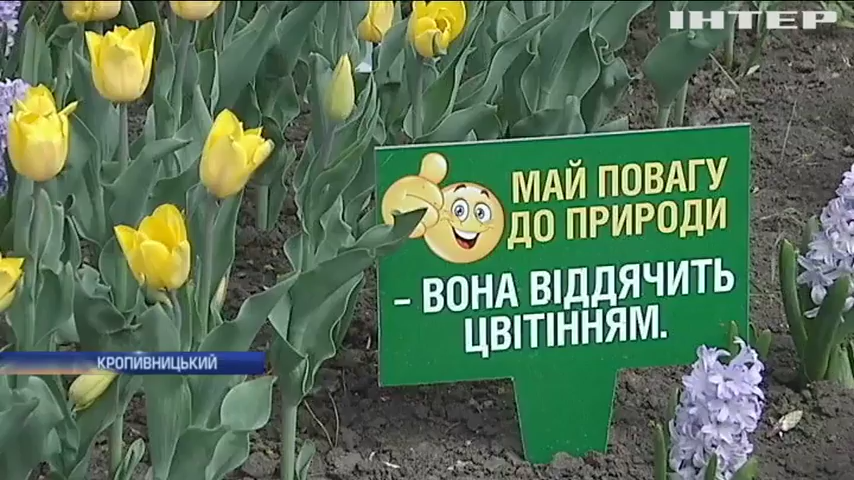 ІНТЕР
МАЙ ПОВАГУ
ДО ПРИРОДИ
– ВОНА ВІДДЯЧИТЬ
ЦВІТІННЯМ.
КРОПИВНИЦЬКИЙ